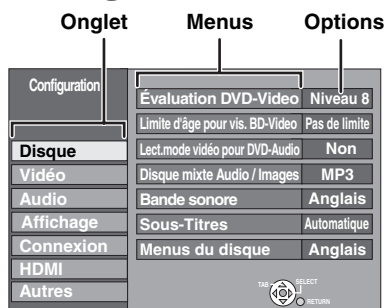 Onglet Menus Options
Configuration
Disque
Vidéo
Audio
Affichage
Connexion
HDMI
Autres
Évaluation DVD-Video Niveau 8
Limite d'âge pour vis. BD-Video Pas de limite
Lect.mode vidéo pour DVD-Audio Non
Disque mixte Audio / Images MP3
Bande sonore Anglais
Sous-Titres Automatique
Menus du disque Anglais
TAB SELECT
RETURN